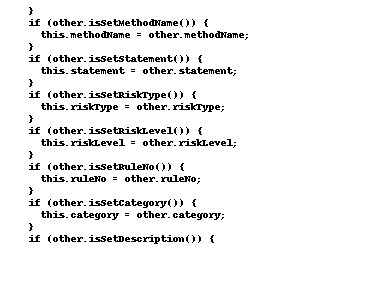 }
if (other.isSetMethodName()) {
this.methodName = other.methodName;
}
if (other.isSetStatement()) {
this.statement = other.statement;
}
if (other.isSetRiskType()) {
this.riskType = other.riskType;
}
if (other.isSetRiskLevel()) {
this.riskLevel = other.riskLevel;
}
if (other.isSetRuleNo()) {
this.ruleNo = other.ruleNo;
}
if (other.isSetCategory()) {
this.category = other.category;
}
if (other.isSetDescription()) {